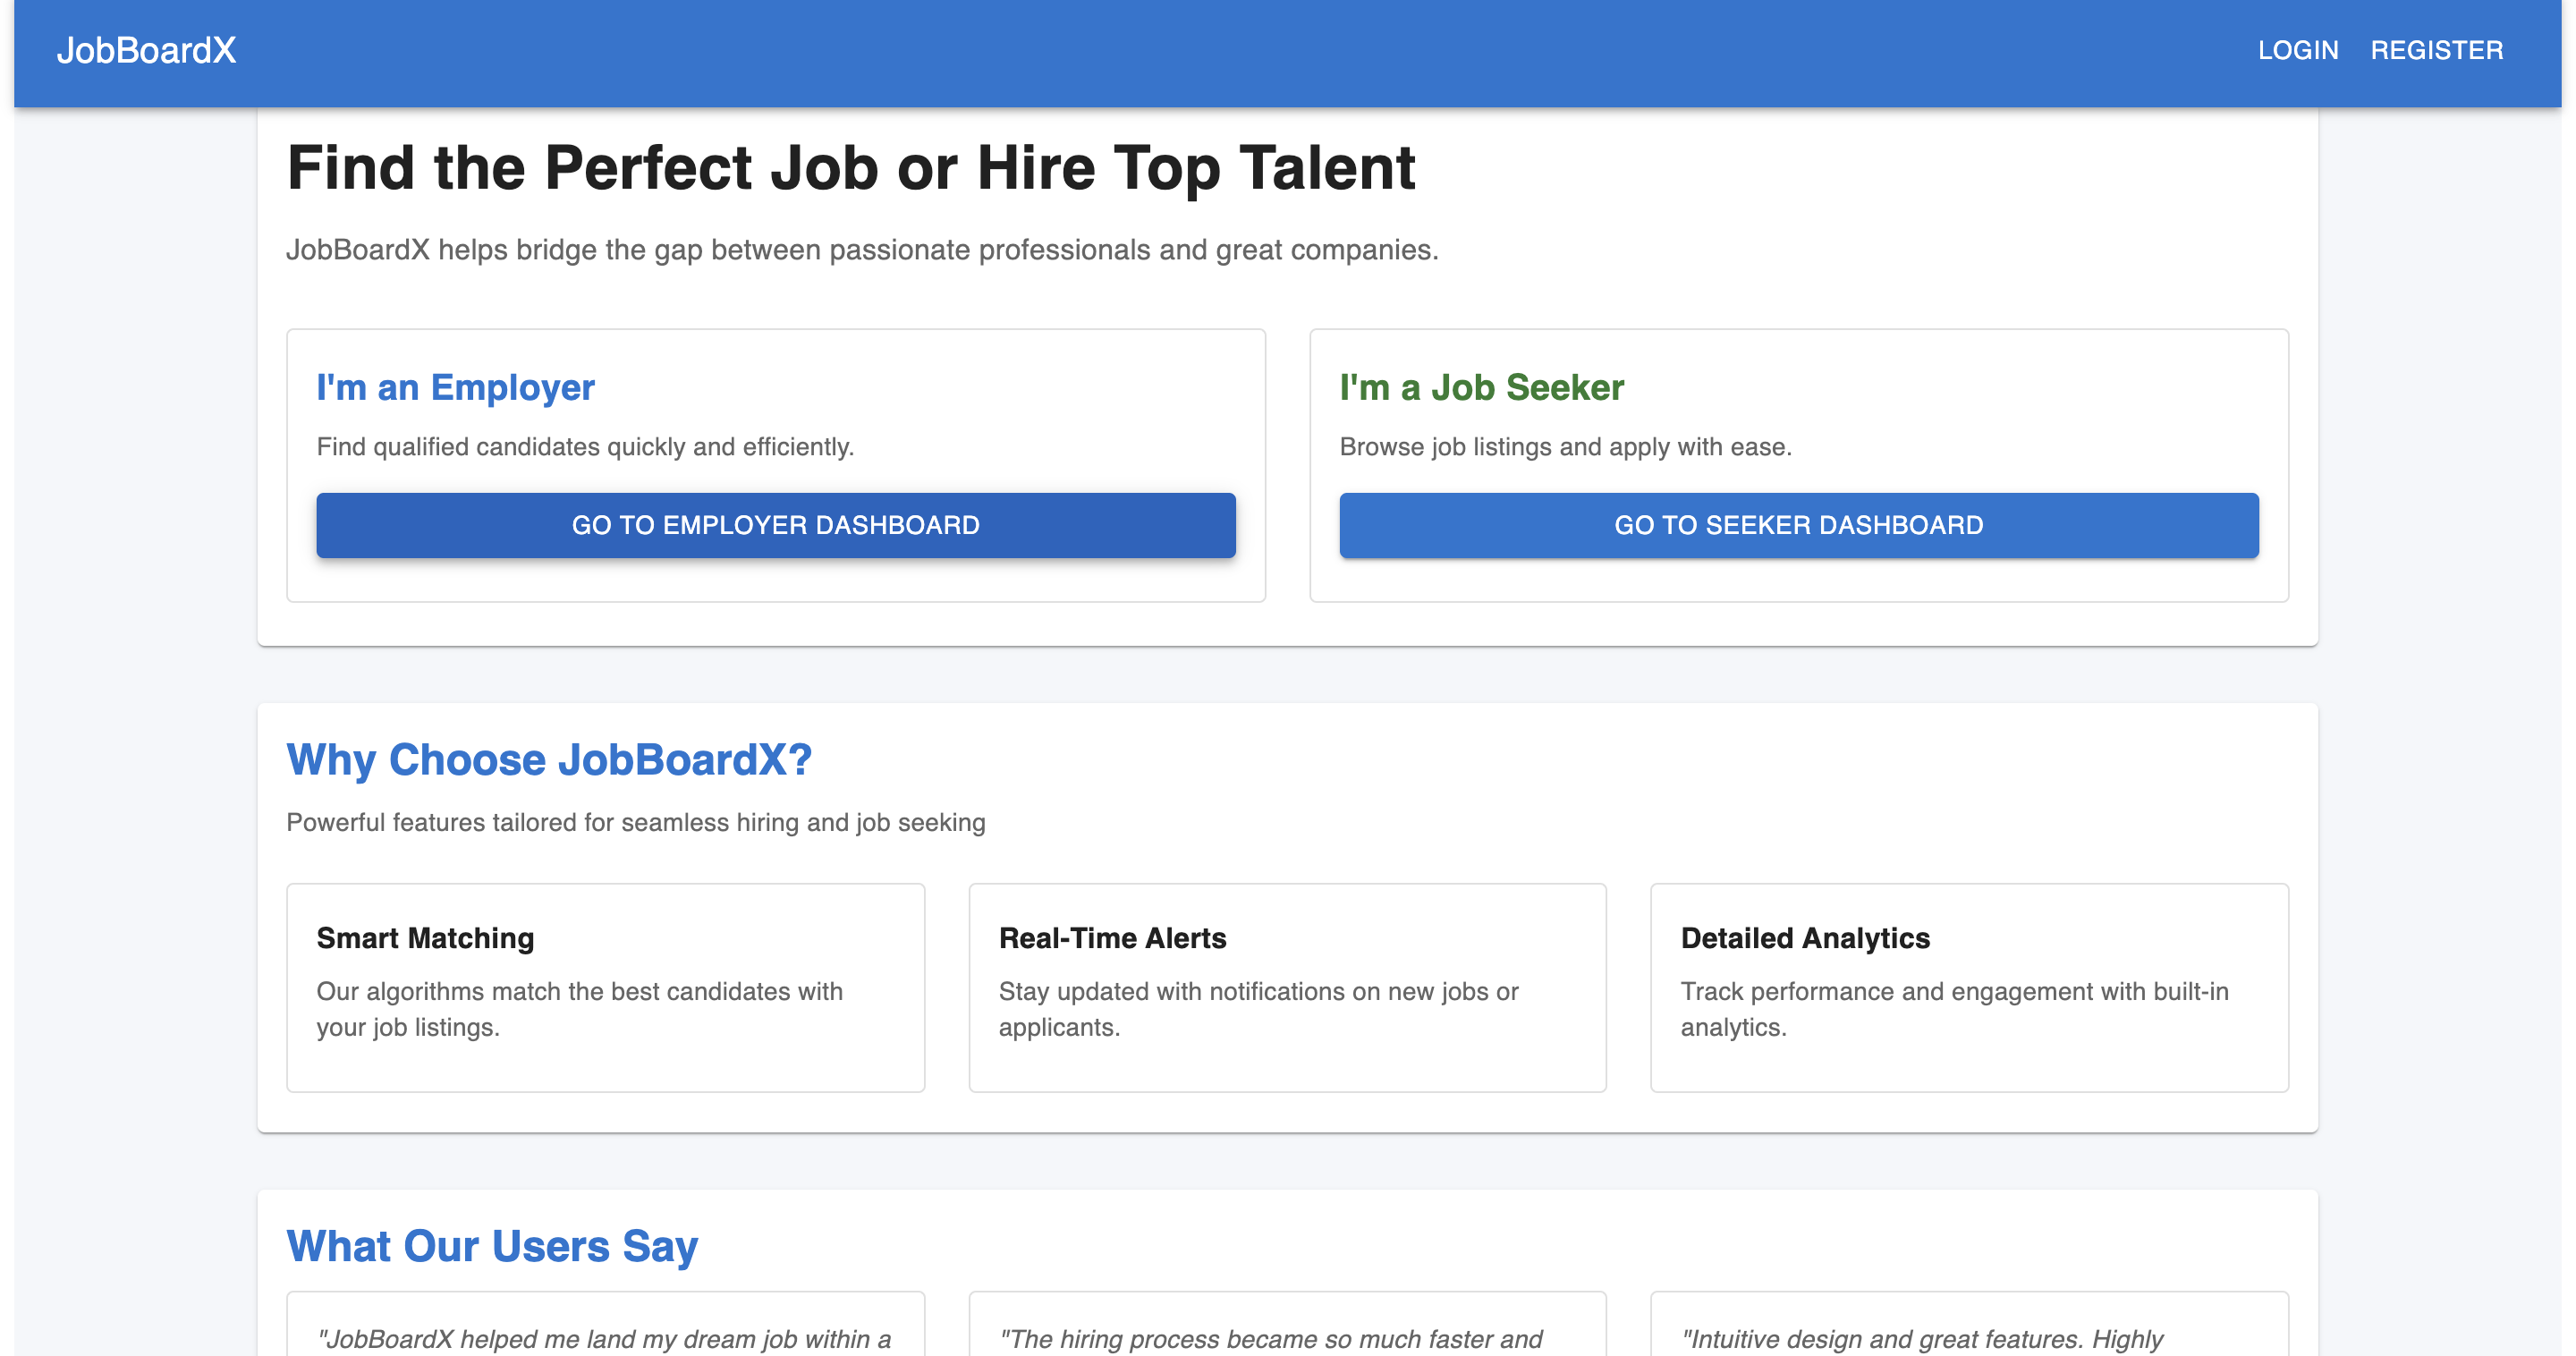 JobBoardX
LOGIN REGISTER
Find the Perfect Job or Hire Top Talent
JobBoardX helps bridge the gap between passionate professionals and great companies.
I'm an Employer
Find qualified candidates quickly and efficiently.
GO TO EMPLOYER DASHBOARD
I'm a Job Seeker
Browse job listings and apply with ease.
GO TO SEEKER DASHBOARD
Why Choose JobBoardX?
Powerful features tailored for seamless hiring and job seeking
Smart Matching
Our algorithms match the best candidates with
your job listings.
Real-Time Alerts
Stay updated with notifications on new jobs or
applicants.
Detailed Analytics
Track performance and engagement with built-in
analytics.
What Our Users Say
"JobBoardX helped me land my dream job within a
"The hiring process became so much faster and
"Intuitive design and great features. Highly